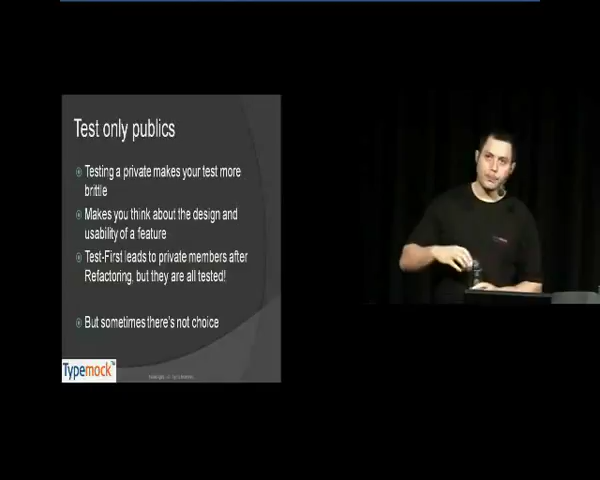 Test only publics
Testing a private makes your test more
brittle
Makes you think about the design and
usability of a feature
Test-First leads to private members after
Refactoring, but they are all tested!
But sometimes there's not choice
Typemock